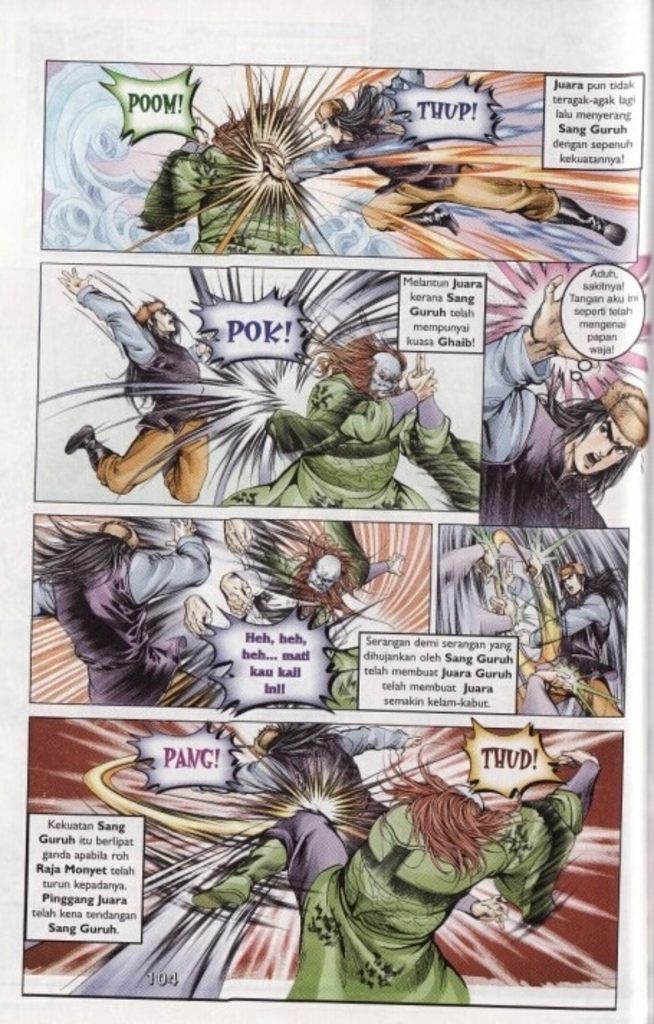 POOM!
THUP!
Juara pun tidak
teragak-agak lagi
lalu menyerang
Sang Guruh
dengan sepenuh
kekuatannya!
POK!
Melantun Juara
kerana Sang
Guruh telah
mempunyai
kuasa Ghaib!
Aduh,
sakitnya!
Tangan aku ini
seperti telah
mengenai
papan
waja!
Heh, heh,
heh... mati
kau kali
ini!
Serangan demi serangan yang
dihujankan oleh Sang Guruh
telah membuat Juara Guruh
telah membuat Juara
semakin kelam-kabut.
PANG!
THUD!
Kekuatan Sang
Guruh itu berlipat
ganda apabila roh
Raja Monyet telah
turun kepadanya.
Pinggang Juara
telah kena tendangan
Sang Guruh.
104